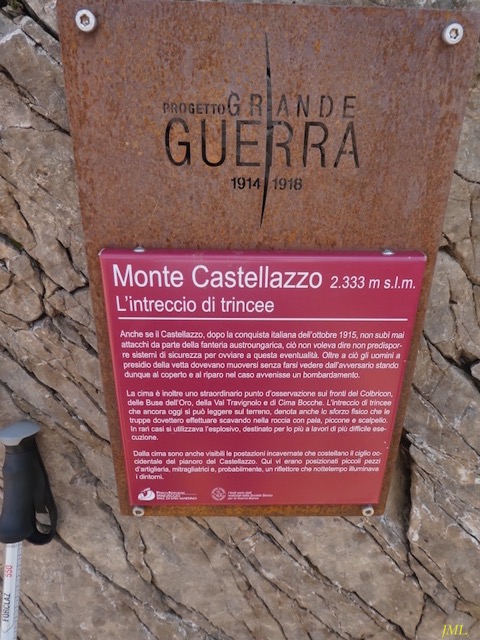 PROGETTO GRANDE
GUERRA
1914 1918
Monte Castellazzo 2.333 m s.l.m.
L'intreccio di trincee
Anche se il Castellazzo, dopo la conquista italiana dell'ottobre 1915, non subì mai
attacchi da parte della fanteria austroungarica, ciò non voleva dire non predispor-
re sistemi di sicurezza per ovviare a questa eventualità. Oltre a ciò gli uomini a
presidio della vetta dovevano muoversi senza farsi vedere dall'avversario stando
dunque al coperto e al riparo nel caso avvenisse un bombardamento.
La cima è inoltre uno straordinario punto d'osservazione sui fronti del Colbricon,
delle Buse dell'Oro, della Val Travignolo e di Cima Bocche. L'intreccio di trincee
che ancora oggi si può leggere sul terreno, denota anche lo sforzo fisico che le
truppe dovettero effettuare scavando nella roccia con pala, piccone e scalpello.
In rari casi si utilizzava l'esplosivo, destinato per lo più a lavori di più difficile ese-
cuzione.
Dalla cima sono anche visibili le postazioni incavernate che costellano il ciglio oc-
cidentale del pianoro del Castellazzo. Qui vi erano posizionati piccoli pezzi
d'artiglieria, mitragliatrici e, probabilmente, un riflettore che nottetempo illuminava
i dintorni.
550
FORCLAZ
JML